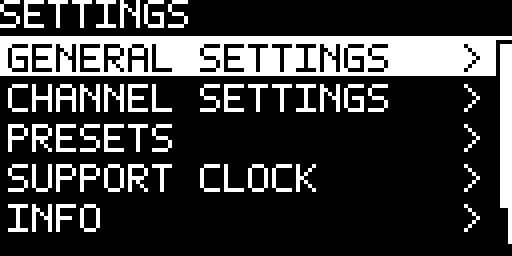 SETTINGS
GENERAL SETTINGS >
CHANNEL SETTINGS >
PRESETS >
SUPPORT CLOCK >
INFO >